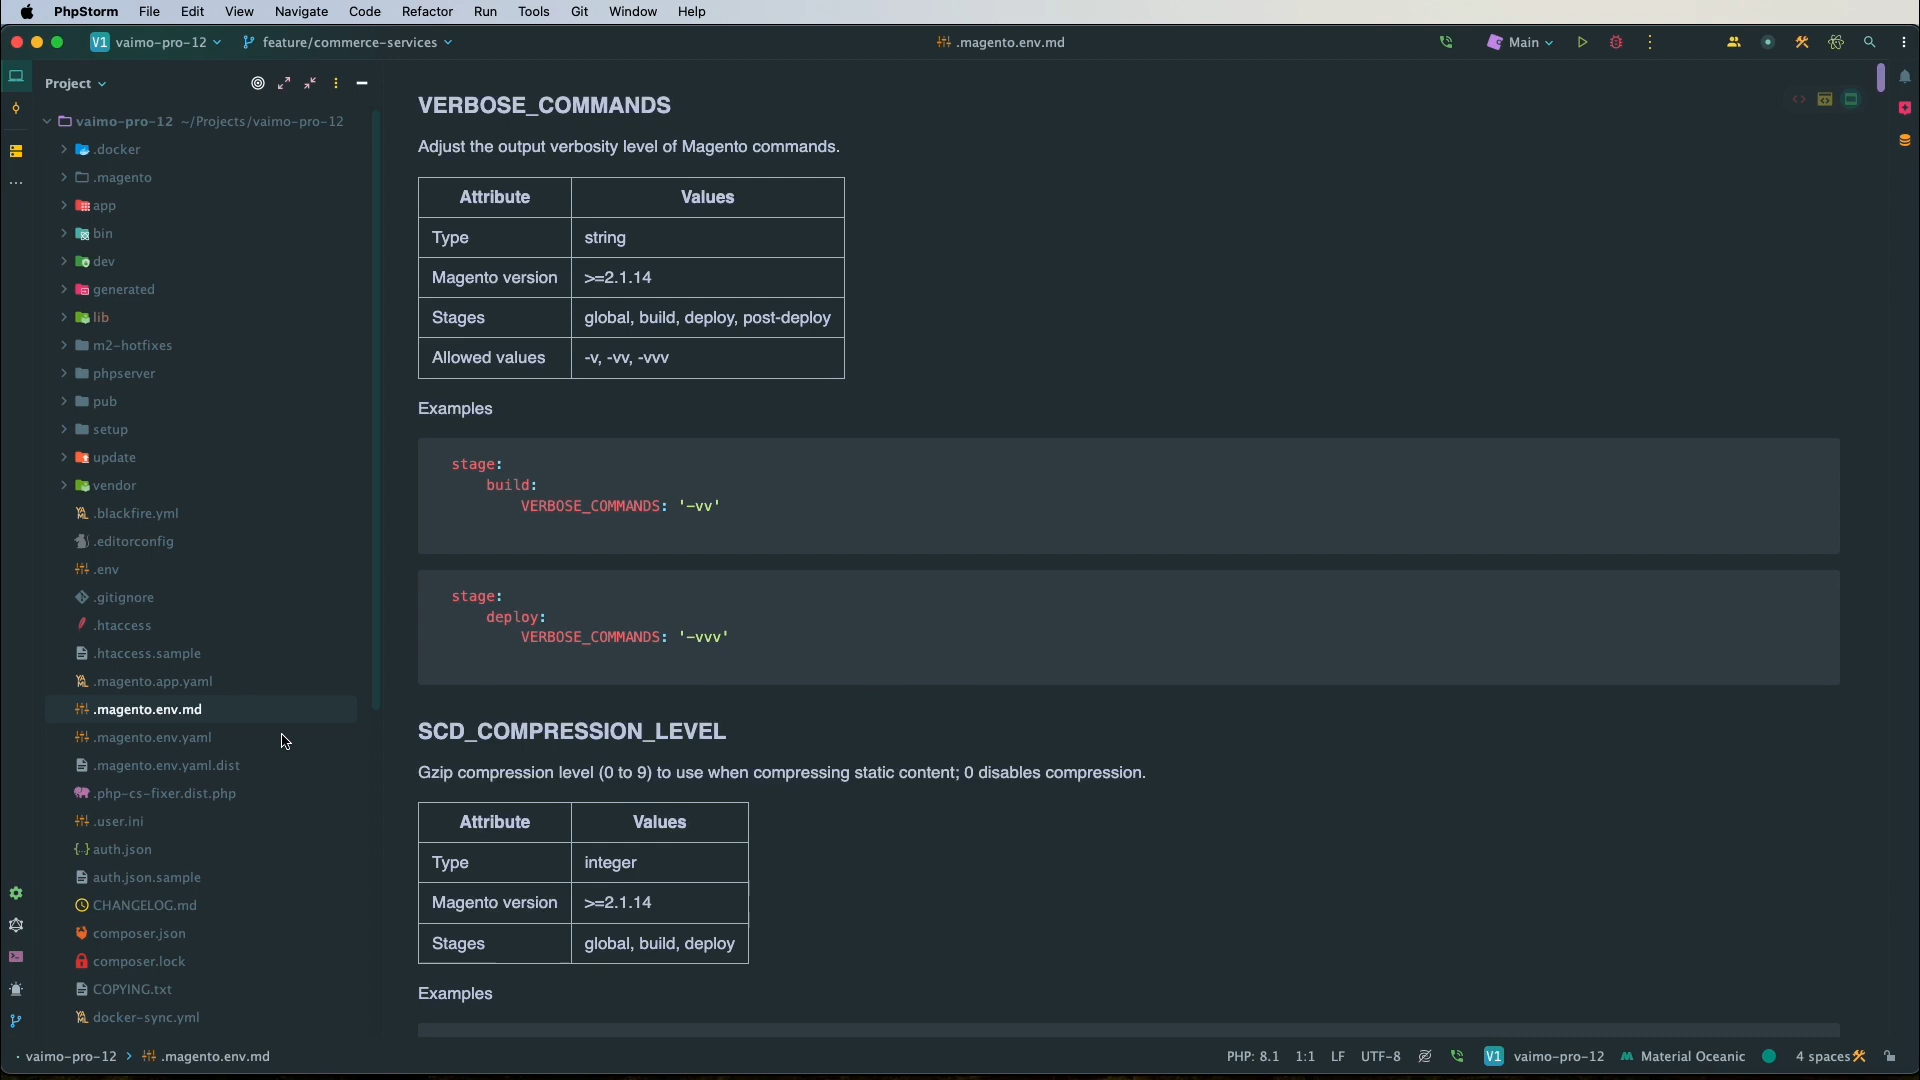 PhpStorm File Edit View Navigate Code Refactor Run Tools Git Window Help
V1 vaimo-pro-12 feature/commerce-services .magento.env.md Main
Project
vaimo-pro-12 ~/Projects/vaimo-pro-12
.docker
.magento
app
bin
dev
generated
lib
m2-hotfixes
phpserver
pub
setup
update
vendor
.blackfire.yml
.editorconfig
.env
.gitignore
.htaccess
.htaccess.sample
.magento.app.yaml
.magento.env.md
.magento.env.yaml
.magento.env.yaml.dist
.php-cs-fixer.dist.php
.user.ini
auth.json
auth.json.sample
CHANGELOG.md
composer.json
composer.lock
COPYING.txt
docker-sync.yml
VERBOSE_COMMANDS
Adjust the output verbosity level of Magento commands.
Attribute Values
Type string
Magento version >=2.1.14
Stages global, build, deploy, post-deploy
Allowed values -v, -vv, -vvv
Examples
stage:
build:
VERBOSE_COMMANDS: '-vv'
stage:
deploy:
VERBOSE_COMMANDS: '-vvv'
SCD_COMPRESSION_LEVEL
Gzip compression level (0 to 9) to use when compressing static content; 0 disables compression.
Attribute Values
Type integer
Magento version >=2.1.14
Stages global, build, deploy
Examples
vaimo-pro-12 .magento.env.md PHP: 8.1 1:1 LF UTF-8 V1 vaimo-pro-12 Material Oceanic 4 spaces